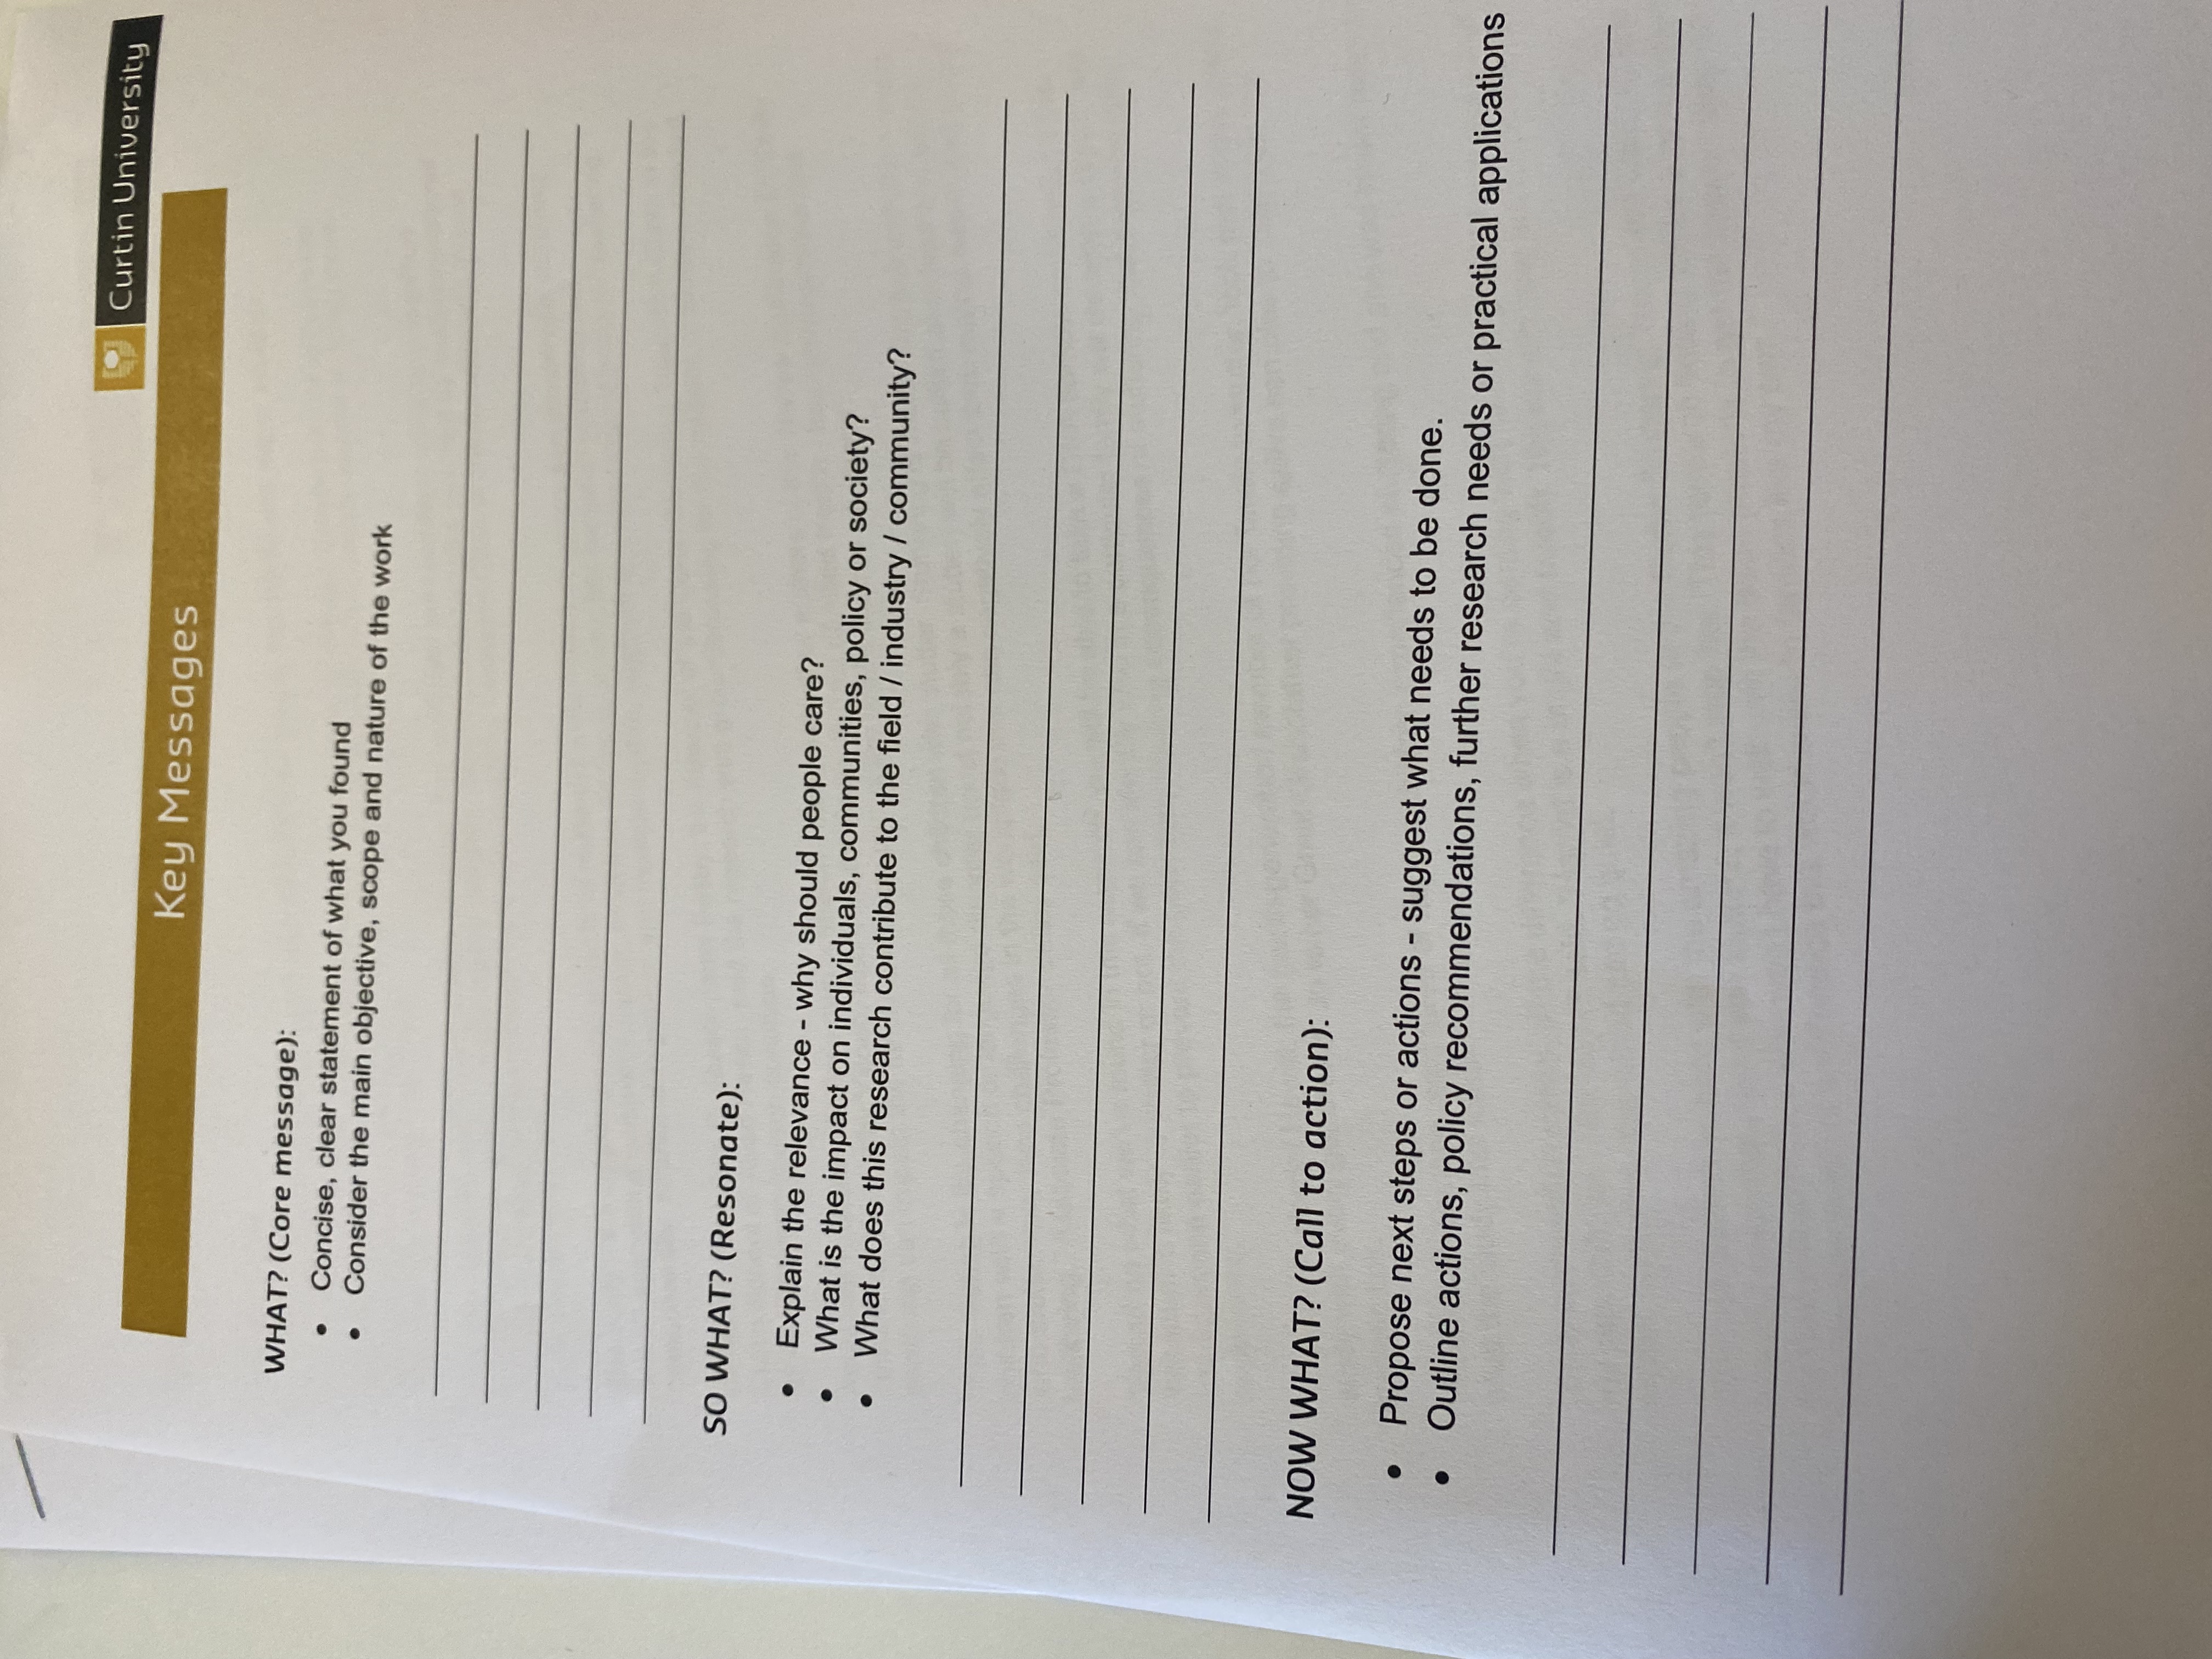 Curtin University
Key Messages
WHAT? (Core message):
• Concise, clear statement of what you found
• Consider the main objective, scope and nature of the work
SO WHAT? (Resonate):
• Explain the relevance - why should people care?
• What is the impact on individuals, communities, policy or society?
• What does this research contribute to the field / industry / community?
NOW WHAT? (Call to action):
• Propose next steps or actions - suggest what needs to be done.
• Outline actions, policy recommendations, further research needs or practical applications